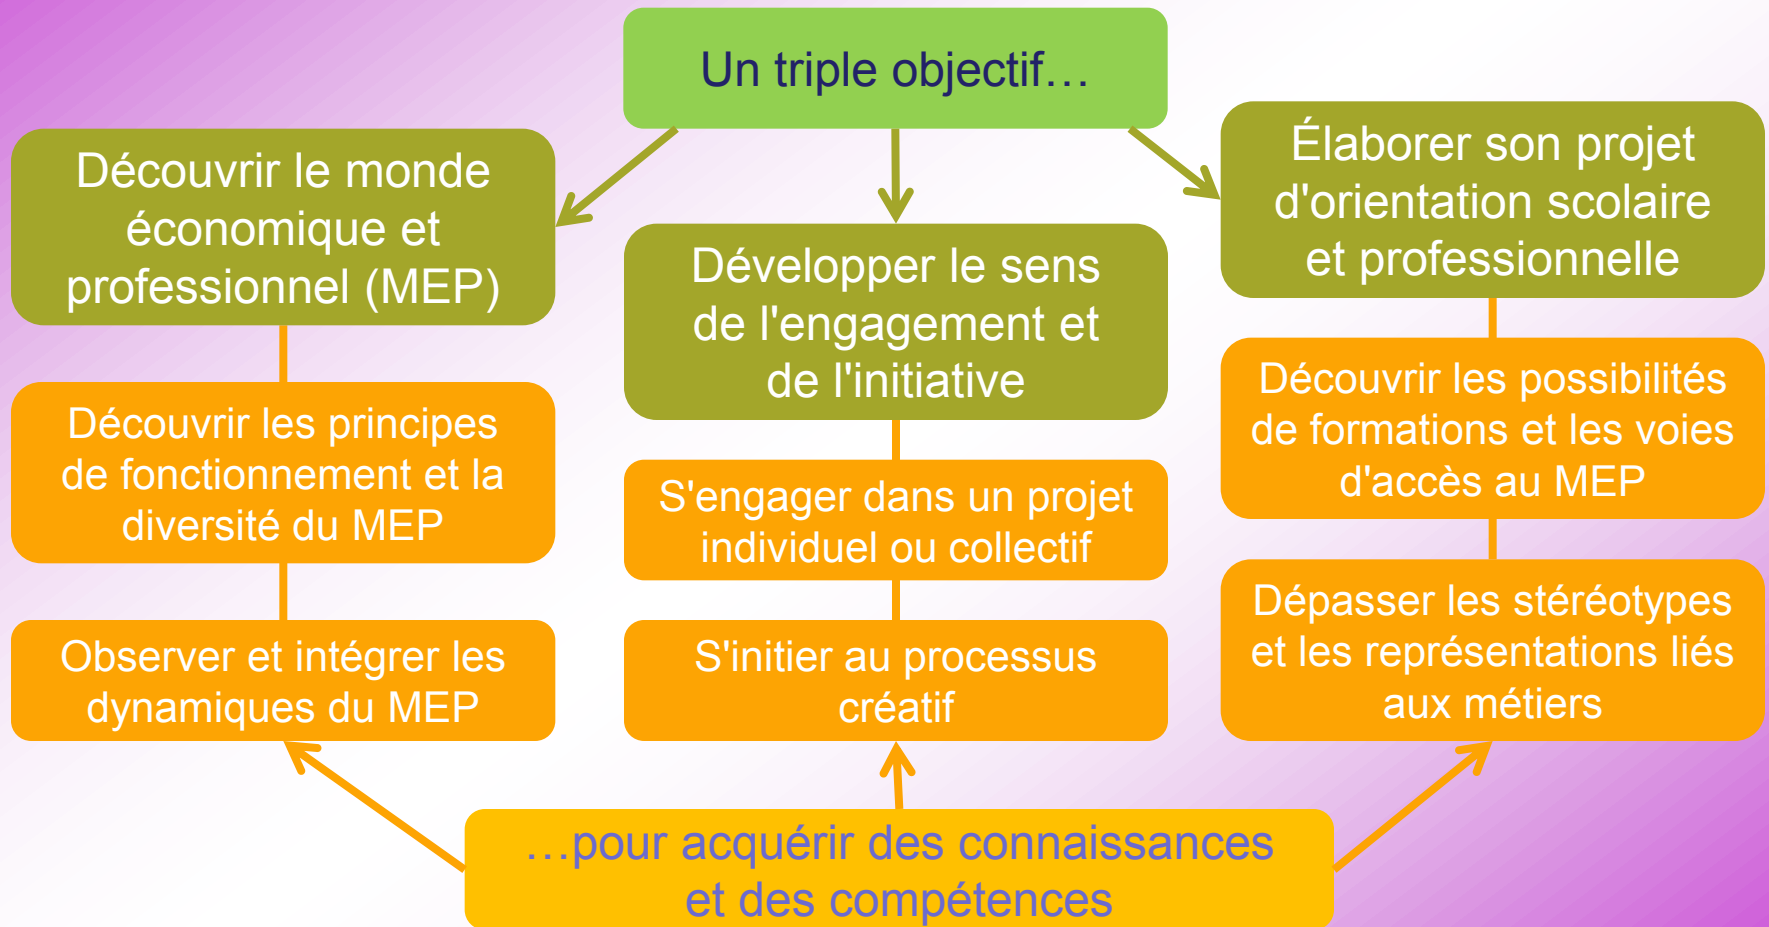 Un triple objectif…
Découvrir le monde
économique et
professionnel (MEP)
Découvrir les principes
de fonctionnement et la
diversité du MEP
Observer et intégrer les
dynamiques du MEP
Développer le sens
de l'engagement et
de l'initiative
S'engager dans un projet
individuel ou collectif
S'initier au processus
créatif
Élaborer son projet
d'orientation scolaire
et professionnelle
Découvrir les possibilités
de formations et les voies
d'accès au MEP
Dépasser les stéréotypes
et les représentations liés
aux métiers
…pour acquérir des connaissances
et des compétences